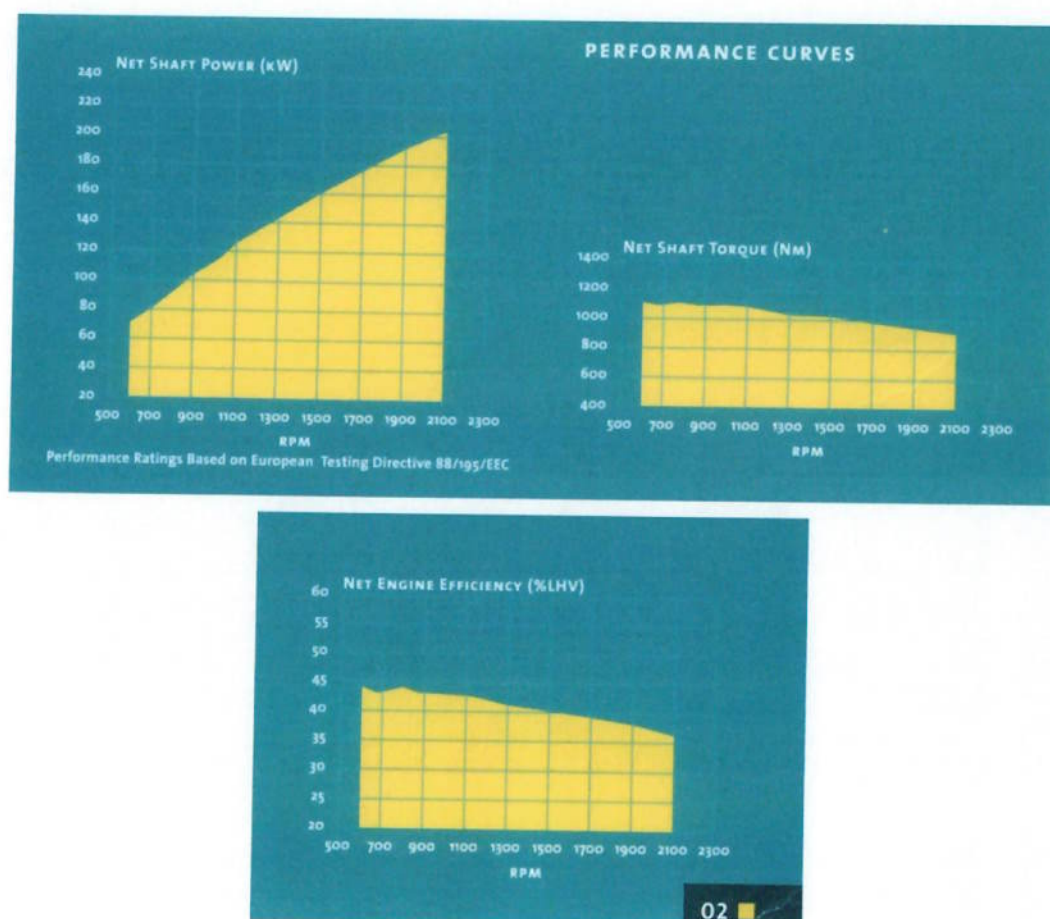 PERFORMANCE CURVES
NET SHAFT POWER (KW)
240
220
200
180
160
140
120
100
80
60
40
20
500 700 900 1100 1300 1500 1700 1900 2100 2300
RPM
Performance Ratings Based on European Testing Directive 88/195/EEC
NET SHAFT TORQUE (NM)
1400
1200
1000
800
600
400
500 700 900 1100 1300 1500 1700 1900 2100 2300
RPM
NET ENGINE EFFICIENCY (%LHV)
60
55
50
45
40
35
30
25
20
500 700 900 1100 1300 1500 1700 1900 2100 2300
RPM
02